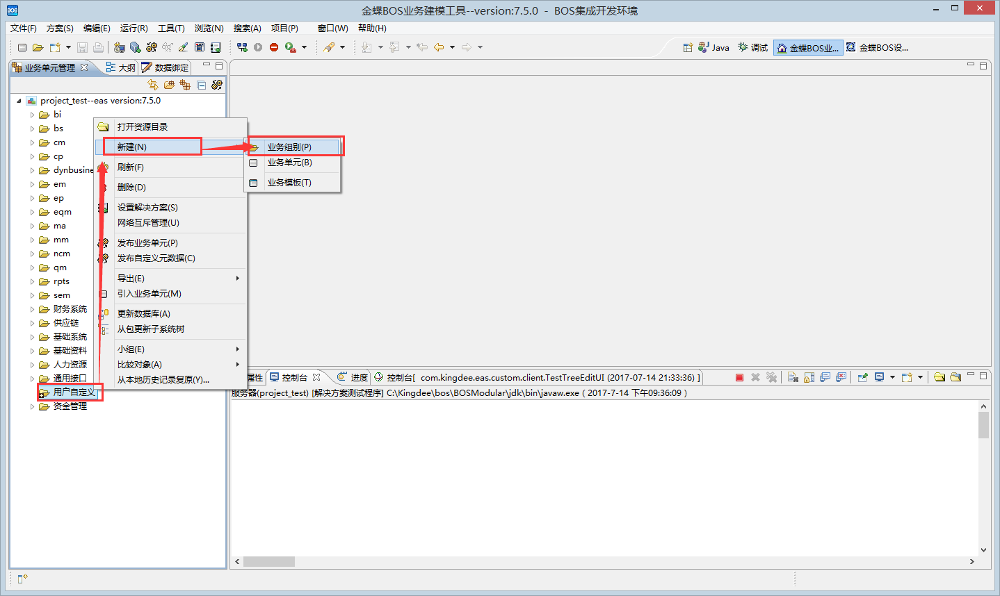 BOS
金蝶BOS业务建模工具--version:7.5.0 - BOS集成开发环境
文件(F) 方案(S) 编辑(E) 运行(R) 工具(T) 浏览(N) 搜索(A) 项目(P) 窗口(W) 帮助(H)
Java 调试 金蝶BOS业... 金蝶BOS设...
业务单元管理 大纲 数据绑定
project_test--eas version:7.5.0
bi
bs
cm
cp
dynbusine
em
ep
eqm
ma
mm
ncm
qm
rpts
sem
财务系统
供应链
基础系统
基础资料
人力资源
通用接口
用户自定义
资金管理
打开资源目录
新建(N)
刷新(F)
删除(D)
设置解决方案(S)
网络互斥管理(U)
发布业务单元(P)
发布自定义元数据(C)
导出(E)
引入业务单元(M)
更新数据库(A)
从包更新子系统树
小组(E)
比较对象(A)
从本地历史记录复原(Y)...
业务组别(P)
业务单元(B)
业务模板(T)
属性 控制台 进度 控制台[ com.kingdee.eas.custom.client.TestTreeEditUI (2017-07-14 21:33:36) ]
服务器(project_test) [解决方案测试程序] C:\Kingdee\bos\BOSModular\jdk\bin\javaw.exe ( 2017-7-14 下午09:36:09 )